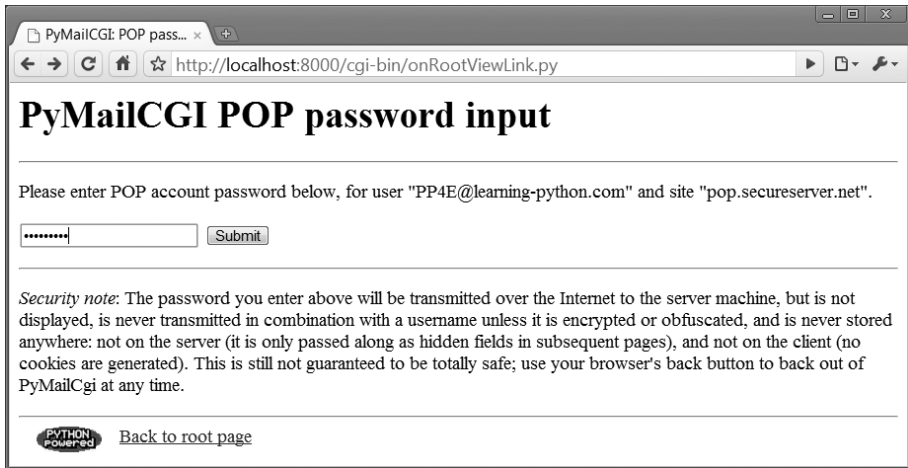 PyMailCGI: POP pass...
http://localhost:8000/cgi-bin/onRootViewLink.py
PyMailCGI POP password input
Please enter POP account password below, for user "PP4E@learning-python.com" and site "pop.secureserver.net".
Submit
Security note: The password you enter above will be transmitted over the Internet to the server machine, but is not
displayed, is never transmitted in combination with a username unless it is encrypted or obfuscated, and is never stored
anywhere: not on the server (it is only passed along as hidden fields in subsequent pages), and not on the client (no
cookies are generated). This is still not guaranteed to be totally safe; use your browser's back button to back out of
PyMailCgi at any time.
PYTHON
Powered
Back to root page